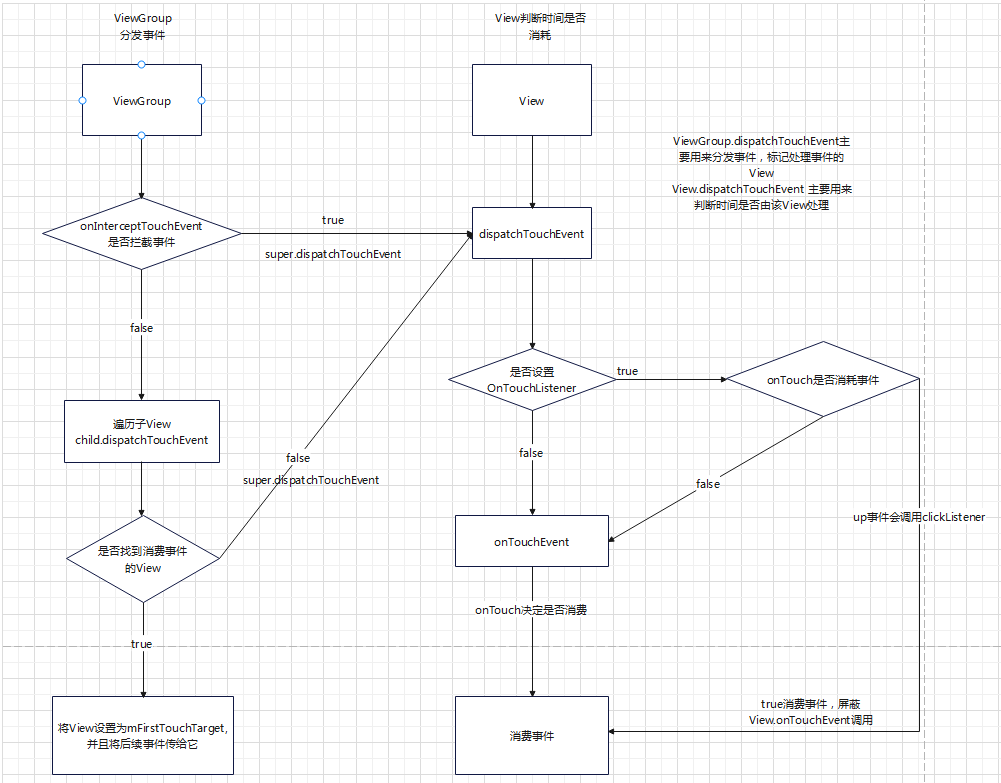 ViewGroup
分发事件
View判断时间是否
消耗
ViewGroup
View
ViewGroup.dispatchTouchEvent主
要用来分发事件，标记处理事件的
View
View.dispatchTouchEvent 主要用来
判断时间是否由该View处理
onInterceptTouchEvent
是否拦截事件
true
super.dispatchTouchEvent
dispatchTouchEvent
false
是否设置
OnTouchListener
true
onTouch是否消耗事件
遍历子View
child.dispatchTouchEvent
false
super.dispatchTouchEvent
false
false
up事件会调用clickListener
是否找到消费事件
的View
onTouchEvent
onTouch决定是否消费
true
将View设置为mFirstTouchTarget,
并且将后续事件传给它
消费事件
true消费事件，屏蔽
View.onTouchEvent调用